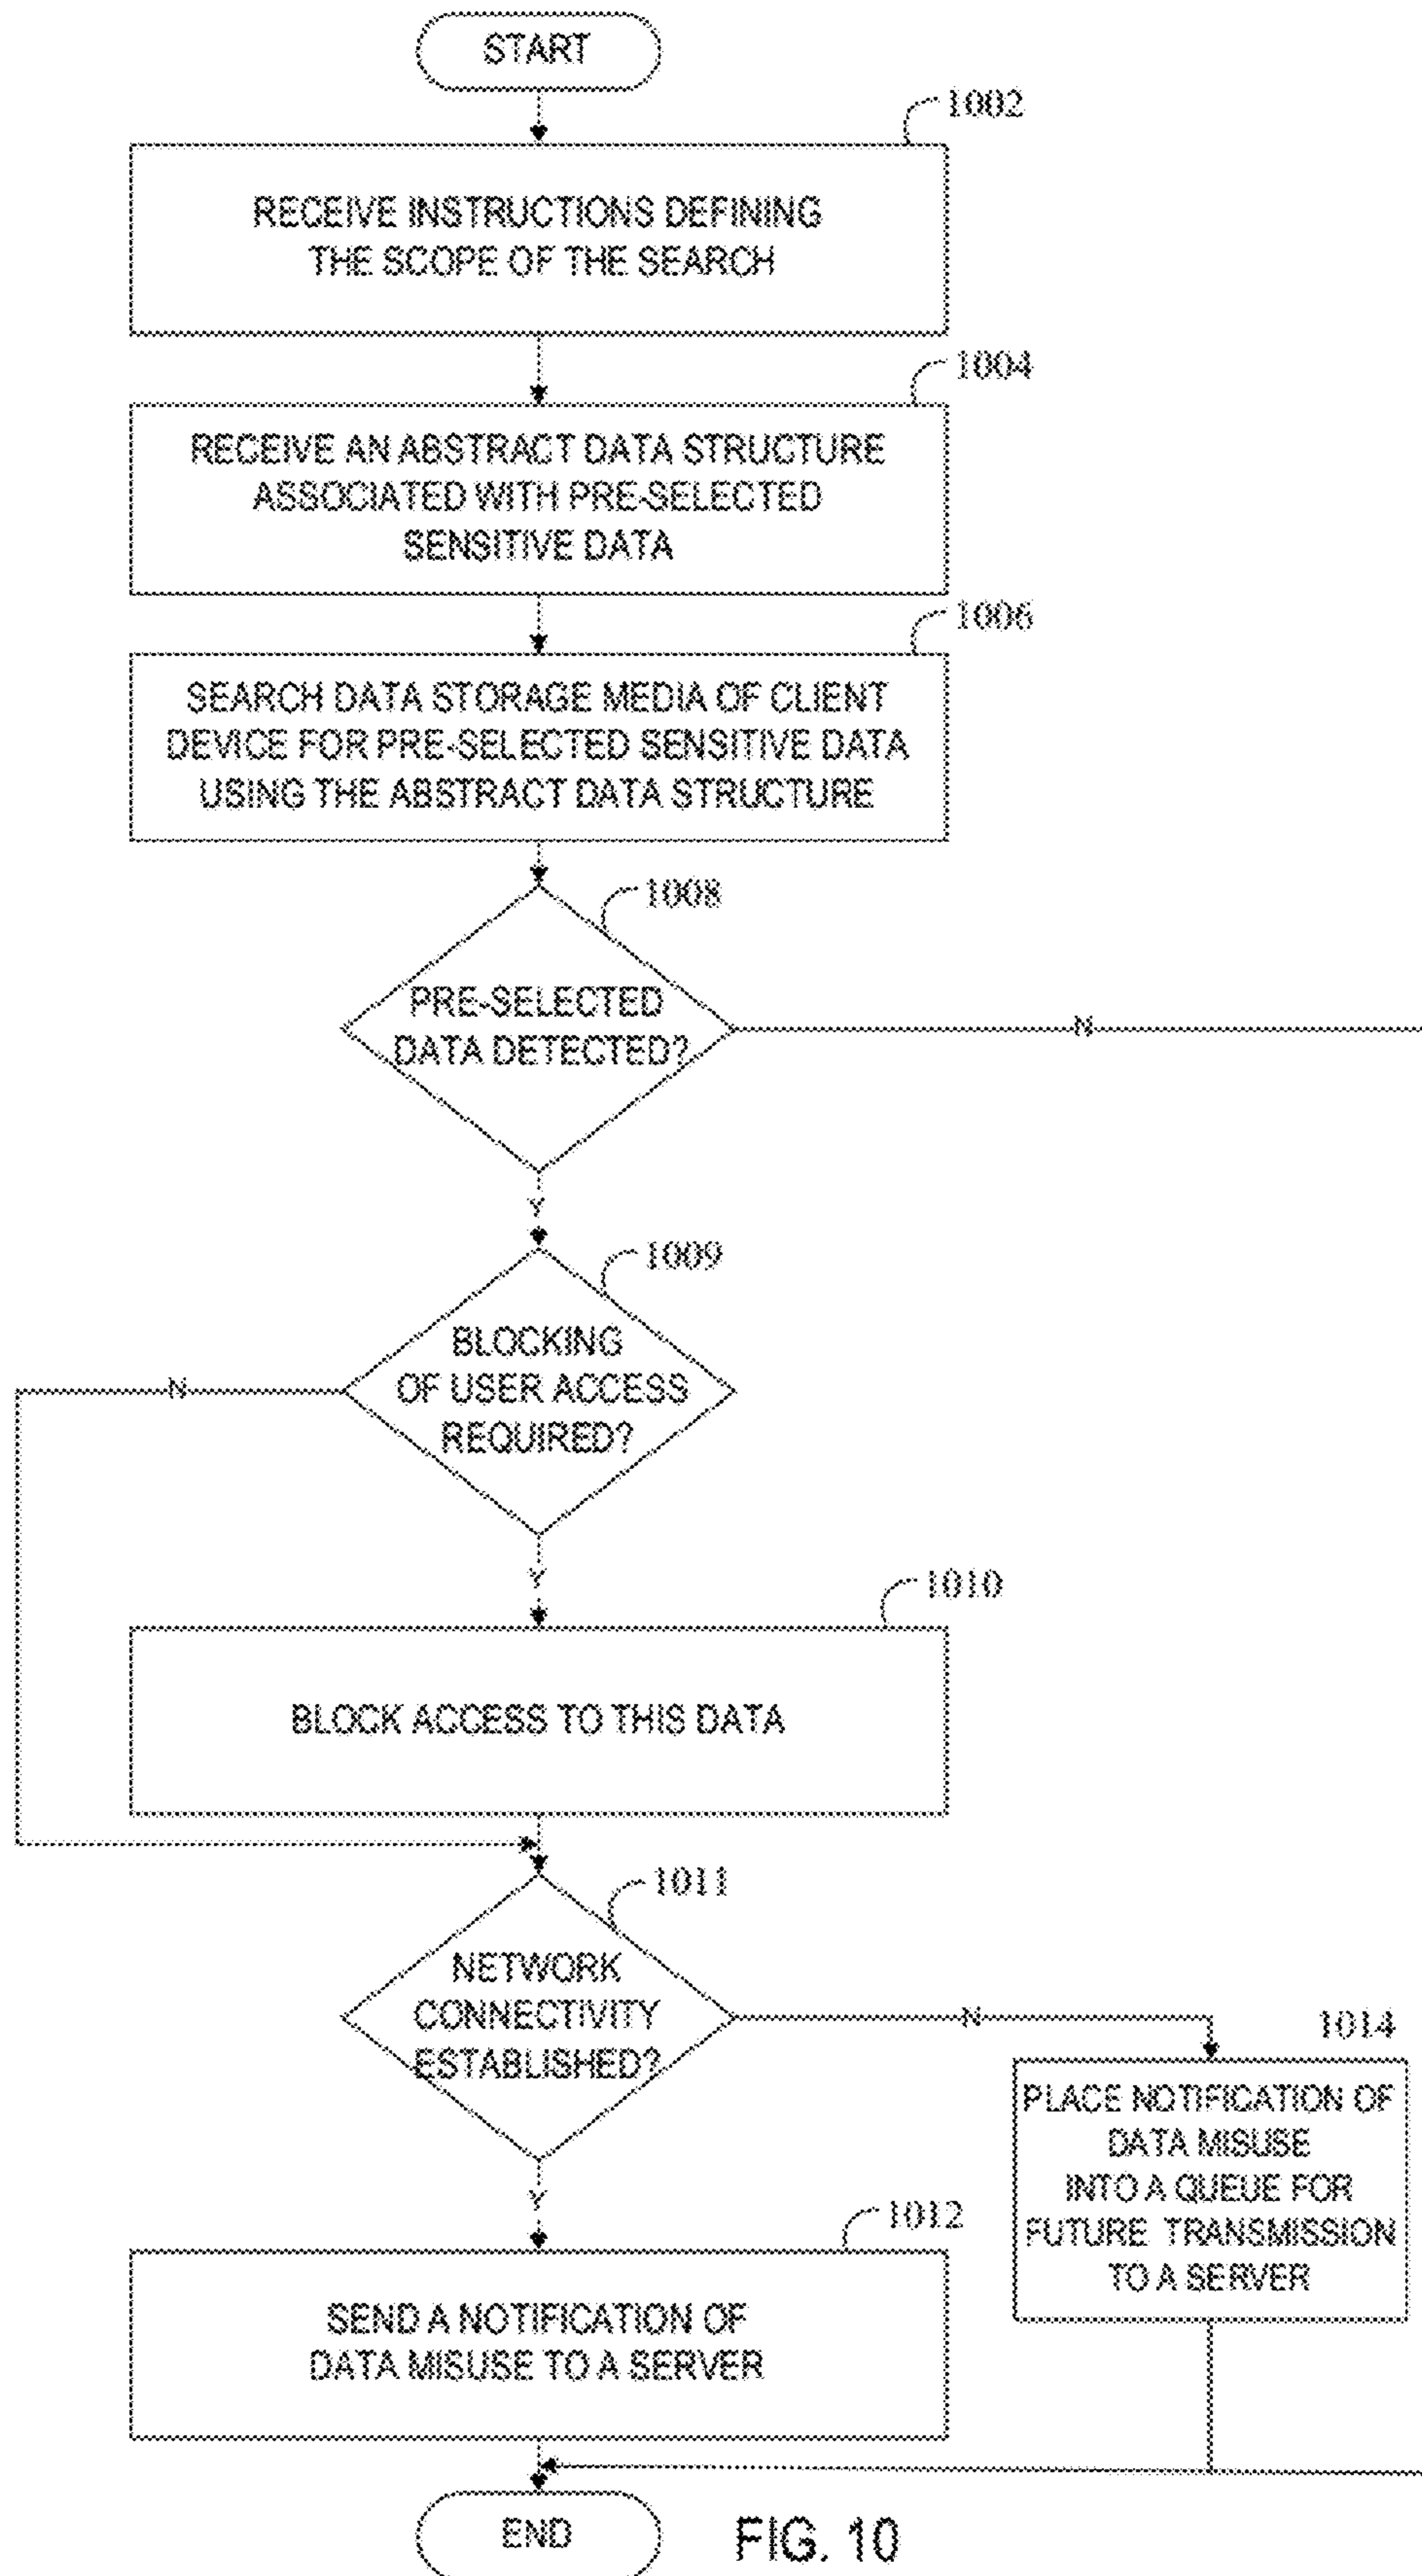 START
1002
RECEIVE INSTRUCTIONS DEFINING
THE SCOPE OF THE SEARCH
1004
RECEIVE AN ABSTRACT DATA STRUCTURE
ASSOCIATED WITH PRE-SELECTED
SENSITIVE DATA
1006
SEARCH DATA STORAGE MEDIA OF CLIENT
DEVICE FOR PRE-SELECTED SENSITIVE DATA
USING THE ABSTRACT DATA STRUCTURE
1008
PRE-SELECTED
DATA DETECTED?
N
Y
1009
BLOCKING
OF USER ACCESS
REQUIRED?
N
Y
1010
BLOCK ACCESS TO THIS DATA
1011
NETWORK
CONNECTIVITY
ESTABLISHED?
N
Y
1014
PLACE NOTIFICATION OF
DATA MISUSE
INTO A QUEUE FOR
FUTURE TRANSMISSION
TO A SERVER
1012
SEND A NOTIFICATION OF
DATA MISUSE TO A SERVER
END
FIG. 10